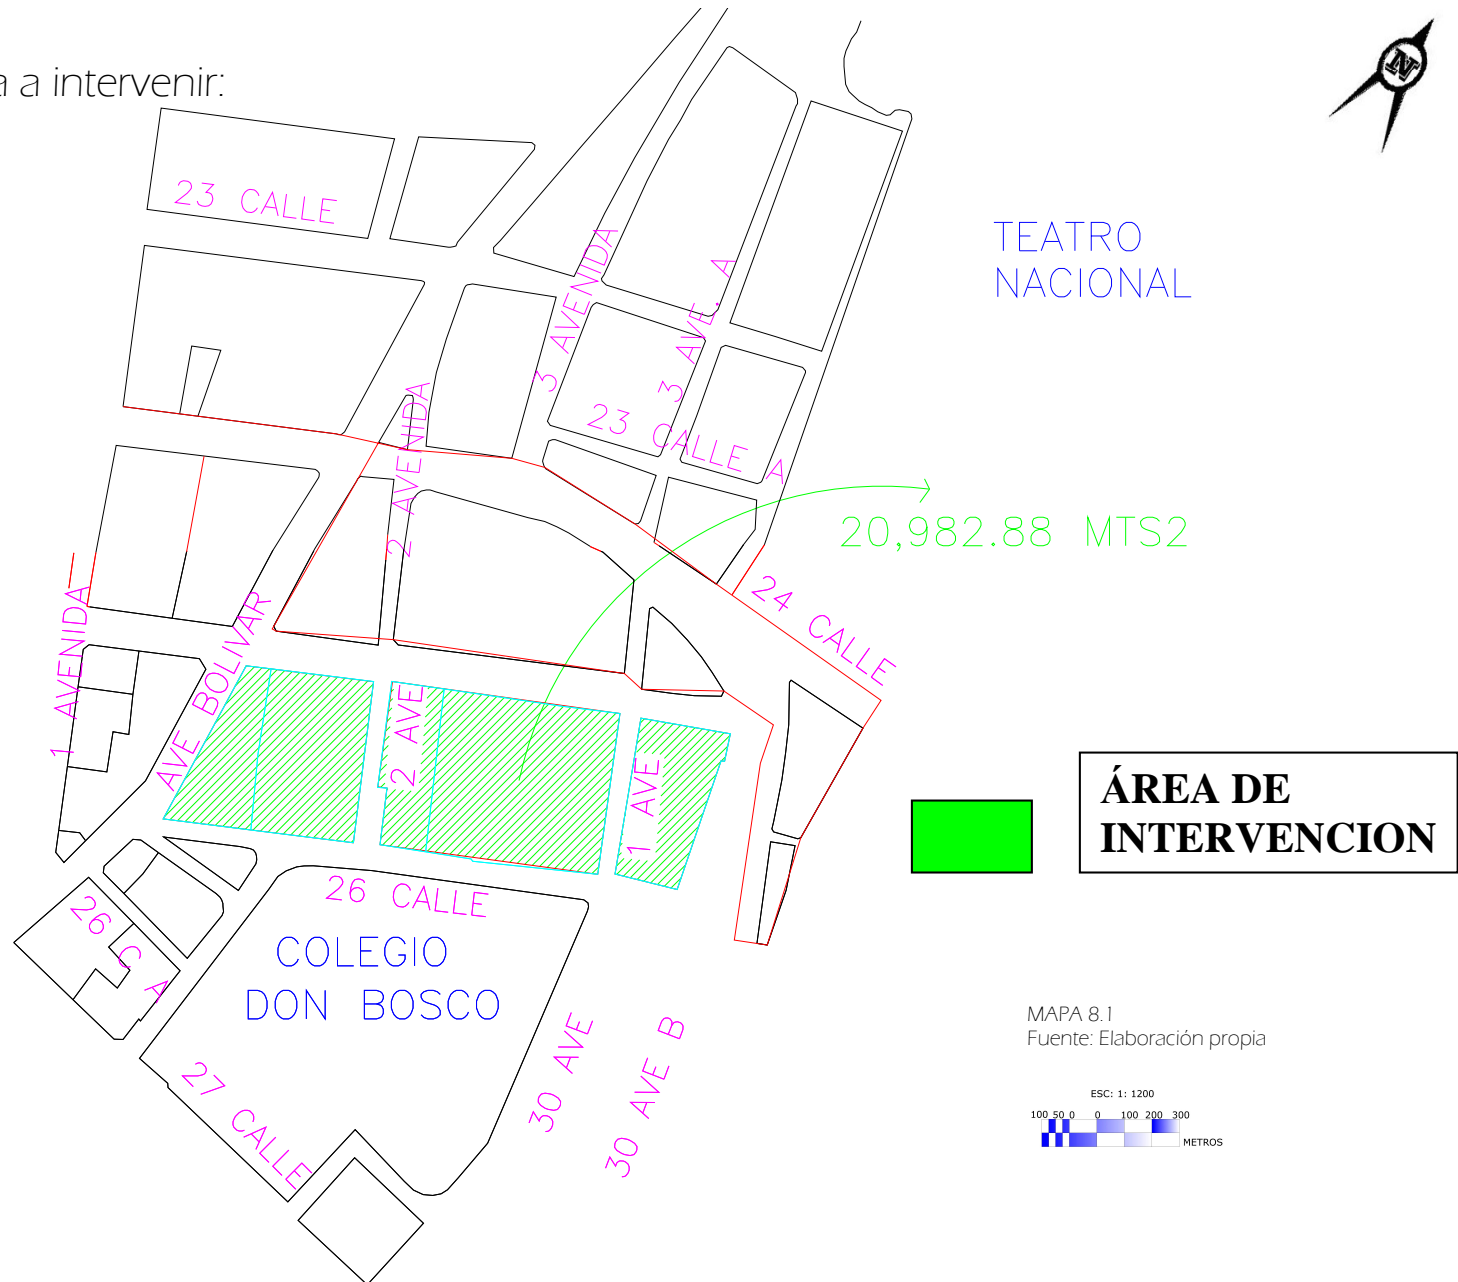 a intervenir:
23 CALLE
TEATRO
NACIONAL
3 AVENIDA
3 AVE. A
2 AVENIDA
23 CALLE A
20,982.88 MTS2
24 CALLE
1 AVENIDA
AVE BOLIVAR
2 AVE
1 AVE
ÁREA DE
INTERVENCION
26 CALLE
26 C A
COLEGIO
DON BOSCO
27 CALLE
30 AVE
30 AVE B
MAPA 8.1
Fuente: Elaboración propia
ESC: 1: 1200
100 50 0 0 100 200 300
METROS
N